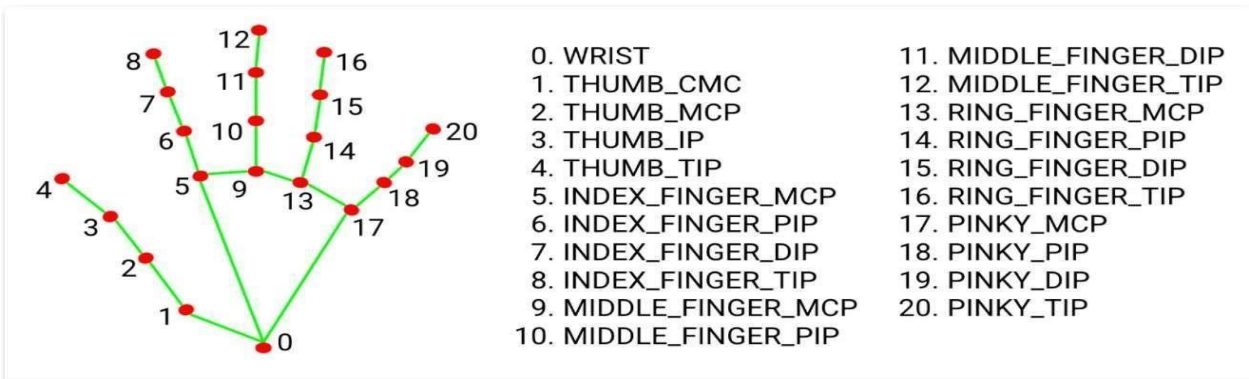 12
16
8
11
15
7
20
10
6
14
19
4
5
9
18
13
3
17
2
1
0
0. WRIST
1. THUMB_CMC
2. THUMB_MCP
3. THUMB_IP
4. THUMB_TIP
5. INDEX_FINGER_MCP
6. INDEX_FINGER_PIP
7. INDEX_FINGER_DIP
8. INDEX_FINGER_TIP
9. MIDDLE_FINGER_MCP
10. MIDDLE_FINGER_PIP
11. MIDDLE_FINGER_DIP
12. MIDDLE_FINGER_TIP
13. RING_FINGER_MCP
14. RING_FINGER_PIP
15. RING_FINGER_DIP
16. RING_FINGER_TIP
17. PINKY_MCP
18. PINKY_PIP
19. PINKY_DIP
20. PINKY_TIP